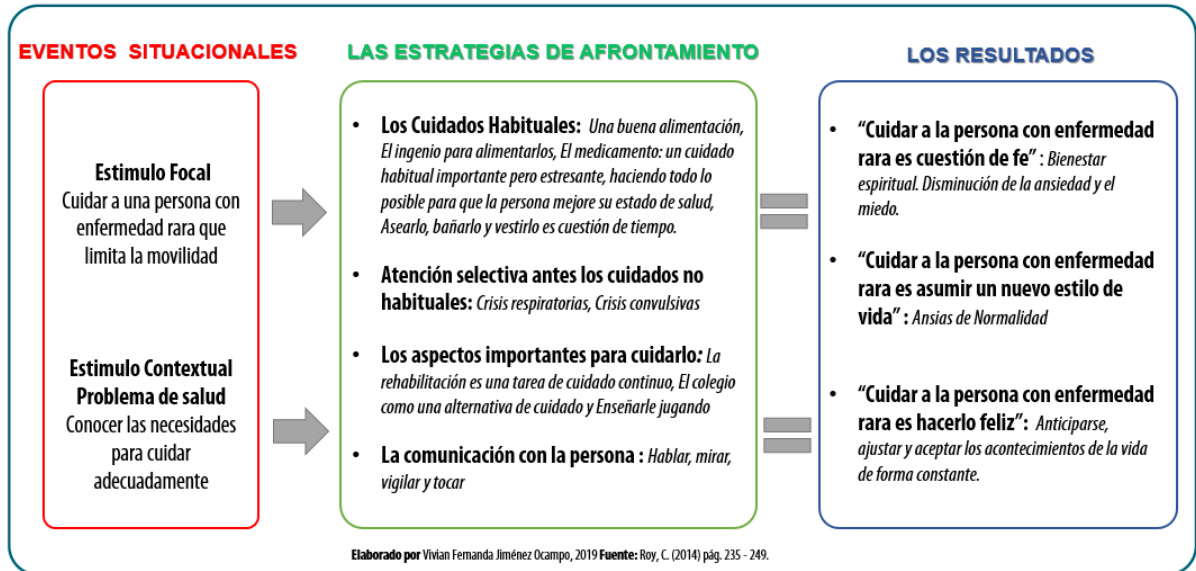 EVENTOS SITUACIONALES
Estimulo Focal
Cuidar a una persona con
enfermedad rara que
limita la movilidad
Estimulo Contextual
Problema de salud
Conocer las necesidades
para cuidar
adecuadamente
LAS ESTRATEGIAS DE AFRONTAMIENTO
• Los Cuidados Habituales: Una buena alimentación,
El ingenio para alimentarlos, El medicamento: un cuidado
habitual importante pero estresante, haciendo todo lo
posible para que la persona mejore su estado de salud,
Asearlo, bañarlo y vestirlo es cuestión de tiempo.
• Atención selectiva antes los cuidados no
habituales: Crisis respiratorias, Crisis convulsivas
• Los aspectos importantes para cuidarlo: La
rehabilitación es una tarea de cuidado continuo, El colegio
como una alternativa de cuidado y Enseñarle jugando
• La comunicación con la persona : Hablar, mirar,
vigilar y tocar
LOS RESULTADOS
• “Cuidar a la persona con enfermedad
rara es cuestión de fe” : Bienestar
espiritual. Disminución de la ansiedad y el
miedo.
• “Cuidar a la persona con enfermedad
rara es asumir un nuevo estilo de
vida” : Ansias de Normalidad
• “Cuidar a la persona con enfermedad
rara es hacerlo feliz”: Anticiparse,
ajustar y aceptar los acontecimientos de la vida
de forma constante.
Elaborado por Vivian Fernanda Jiménez Ocampo, 2019 Fuente: Roy, C. (2014) pág. 235 - 249.